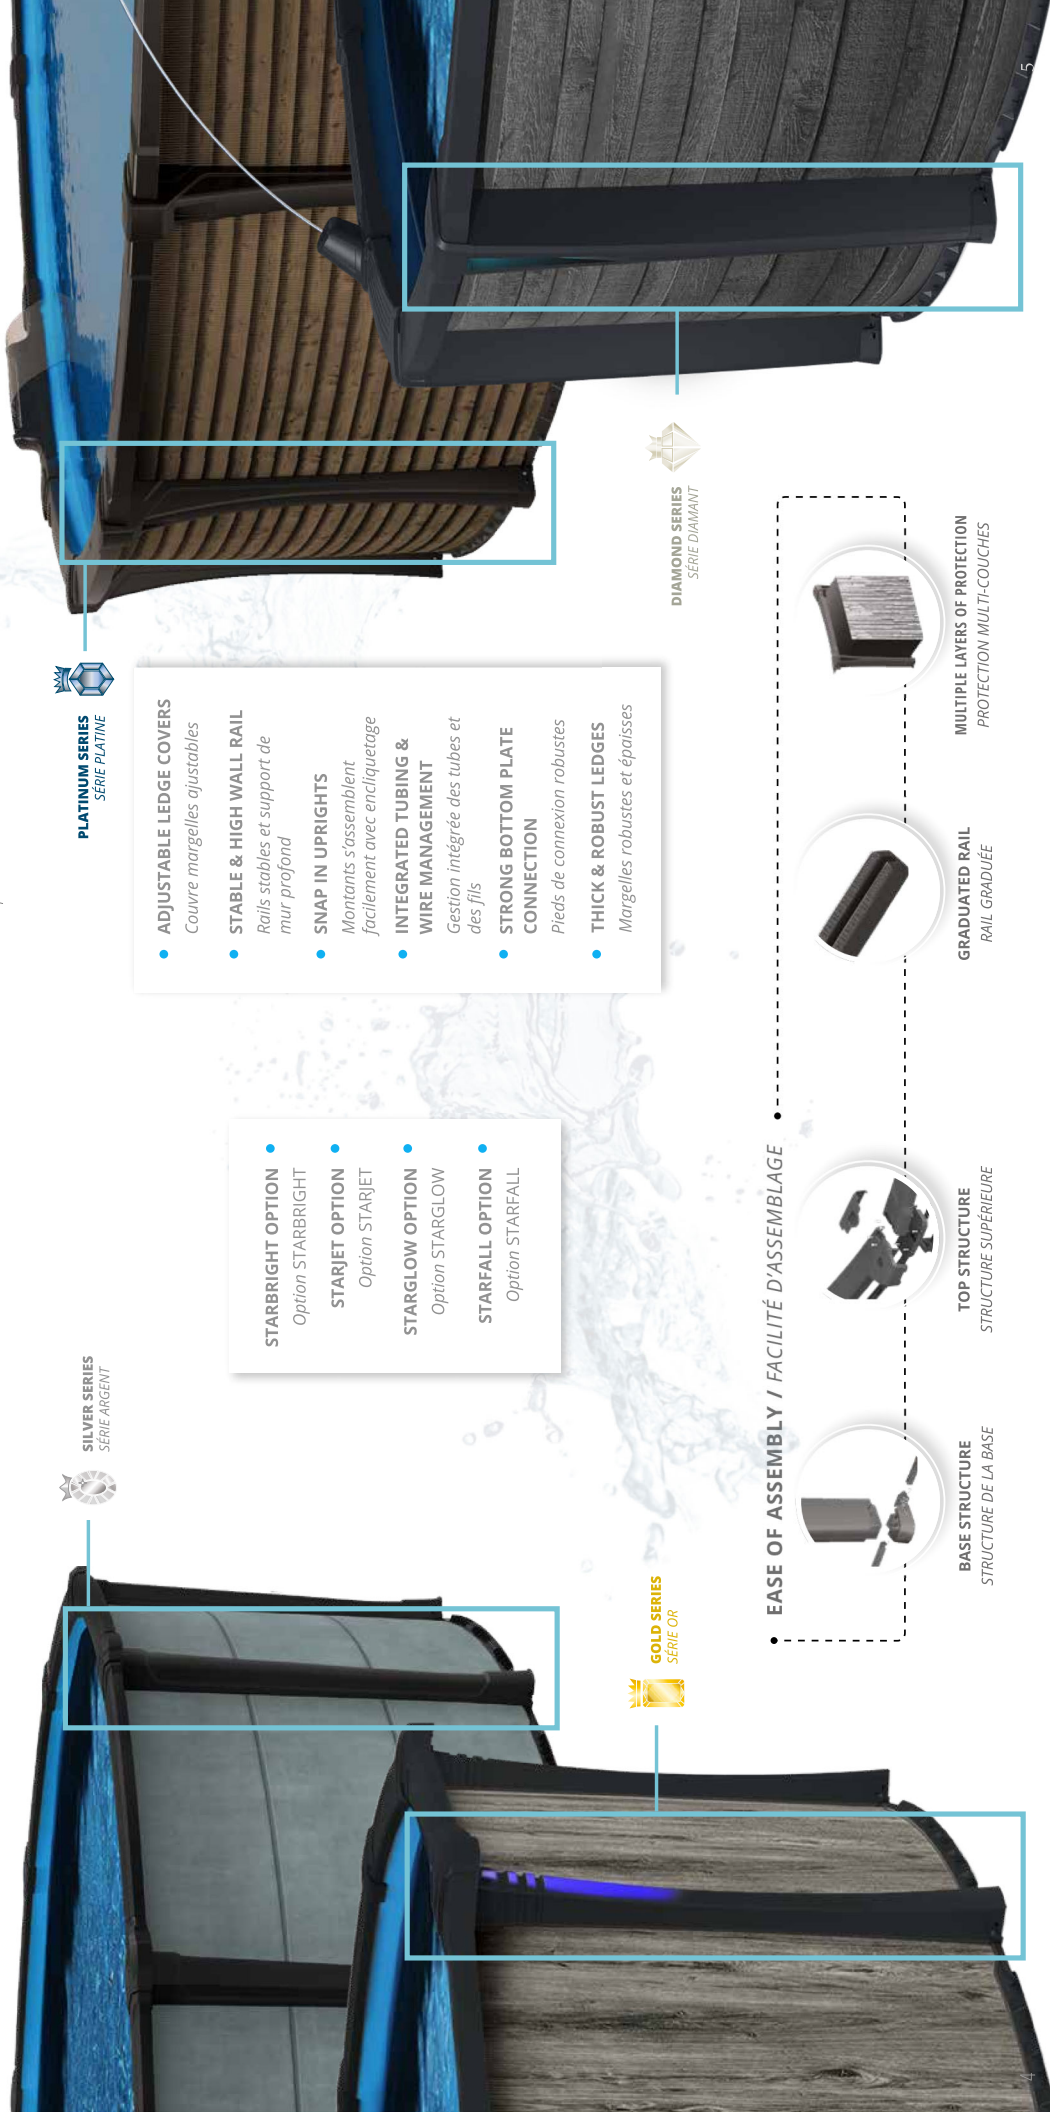 SILVER SERIES
SÉRIE ARGENT
GOLD SERIES
SÉRIE OR
STARBRIGHT OPTION
Option STARBRIGHT
STARJET OPTION
Option STARJET
STARGLOW OPTION
Option STARGLOW
STARFALL OPTION
Option STARFALL
PLATINUM SERIES
SÉRIE PLATINE
ADJUSTABLE LEDGE COVERS
Couvre margelles ajustables
STABLE & HIGH WALL RAIL
Rails stables et support de
mur profond
SNAP IN UPRIGHTS
Montants s'assemblent
facilement avec encliquetage
INTEGRATED TUBING &
WIRE MANAGEMENT
Gestion intégrée des tubes et
des fils
STRONG BOTTOM PLATE
CONNECTION
Pieds de connexion robustes
THICK & ROBUST LEDGES
Margelles robustes et épaisses
DIAMOND SERIES
SÉRIE DIAMANT
EASE OF ASSEMBLY / FACILITÉ D'ASSEMBLAGE
BASE STRUCTURE
STRUCTURE DE LA BASE
TOP STRUCTURE
STRUCTURE SUPÉRIEURE
GRADUATED RAIL
RAIL GRADUÉE
MULTIPLE LAYERS OF PROTECTION
PROTECTION MULTI-COUCHES
4
/5